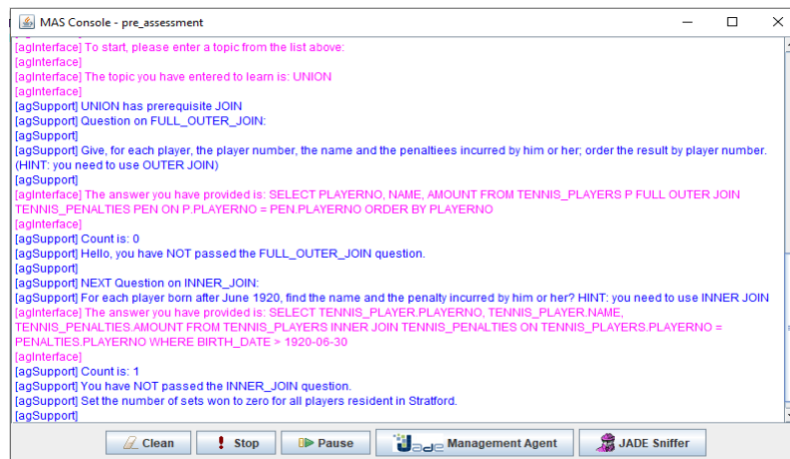 MAS Console - pre_assessment
[agInterface] To start, please enter a topic from the list above:
[agInterface]
[agInterface] The topic you have entered to learn is: UNION
[agInterface]
[agSupport] UNION has prerequisite JOIN
[agSupport] Question on FULL_OUTER_JOIN:
[agSupport]
[agSupport] Give, for each player, the player number, the name and the penaltiees incurred by him or her; order the result by player number.
(HINT: you need to use OUTER JOIN)
[agSupport]
[agInterface] The answer you have provided is: SELECT PLAYERNO, NAME, AMOUNT FROM TENNIS_PLAYERS P FULL OUTER JOIN
TENNIS_PENALTIES PEN ON P.PLAYERNO = PEN.PLAYERNO ORDER BY PLAYERNO
[agInterface]
[agSupport] Count is: 0
[agSupport] Hello, you have NOT passed the FULL_OUTER_JOIN question.
[agSupport]
[agSupport] NEXT Question on INNER_JOIN:
[agSupport] For each player born after June 1920, find the name and the penalty incurred by him or her? HINT: you need to use INNER JOIN
[agInterface] The answer you have provided is: SELECT TENNIS_PLAYER.PLAYERNO, TENNIS_PLAYER.NAME,
TENNIS_PENALTIES.AMOUNT FROM TENNIS_PLAYERS INNER JOIN TENNIS_PENALTIES ON TENNIS_PLAYERS.PLAYERNO =
PENALTIES.PLAYERNO WHERE BIRTH_DATE > 1920-06-30
[agInterface]
[agSupport] Count is: 1
[agSupport] You have NOT passed the INNER_JOIN question.
[agSupport] Set the number of sets won to zero for all players resident in Stratford.
[agSupport]
Clean Stop Pause Jade Management Agent JADE Sniffer